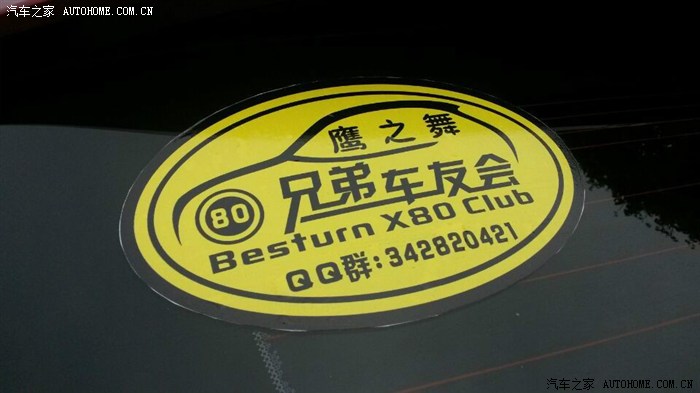 汽车之家 AUTOHOME.COM.CN
鹰之舞
80 兄弟车友会
Besturn X80 Club
QQ群:342820421
汽车之家 AUTOHOME.COM.CN